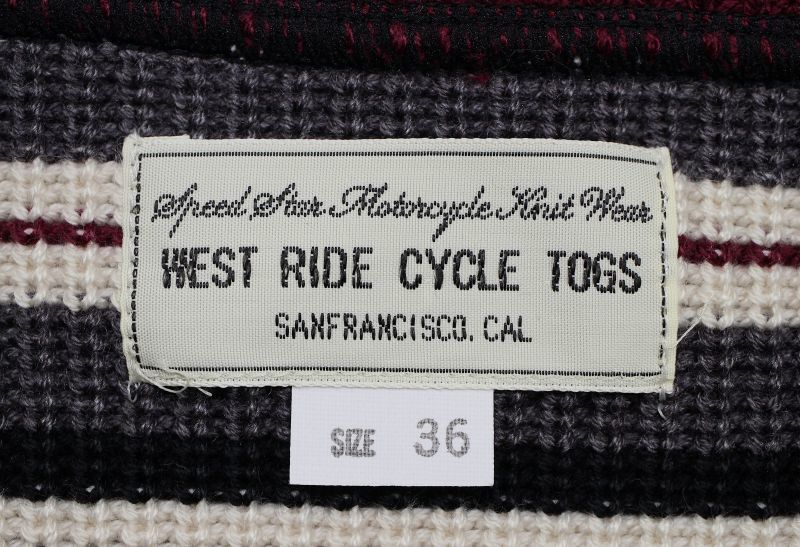 Speed Star Motorcycle Knit Wear
WEST RIDE CYCLE TOGS
SANFRANCISCO. CAL
SIZE 36